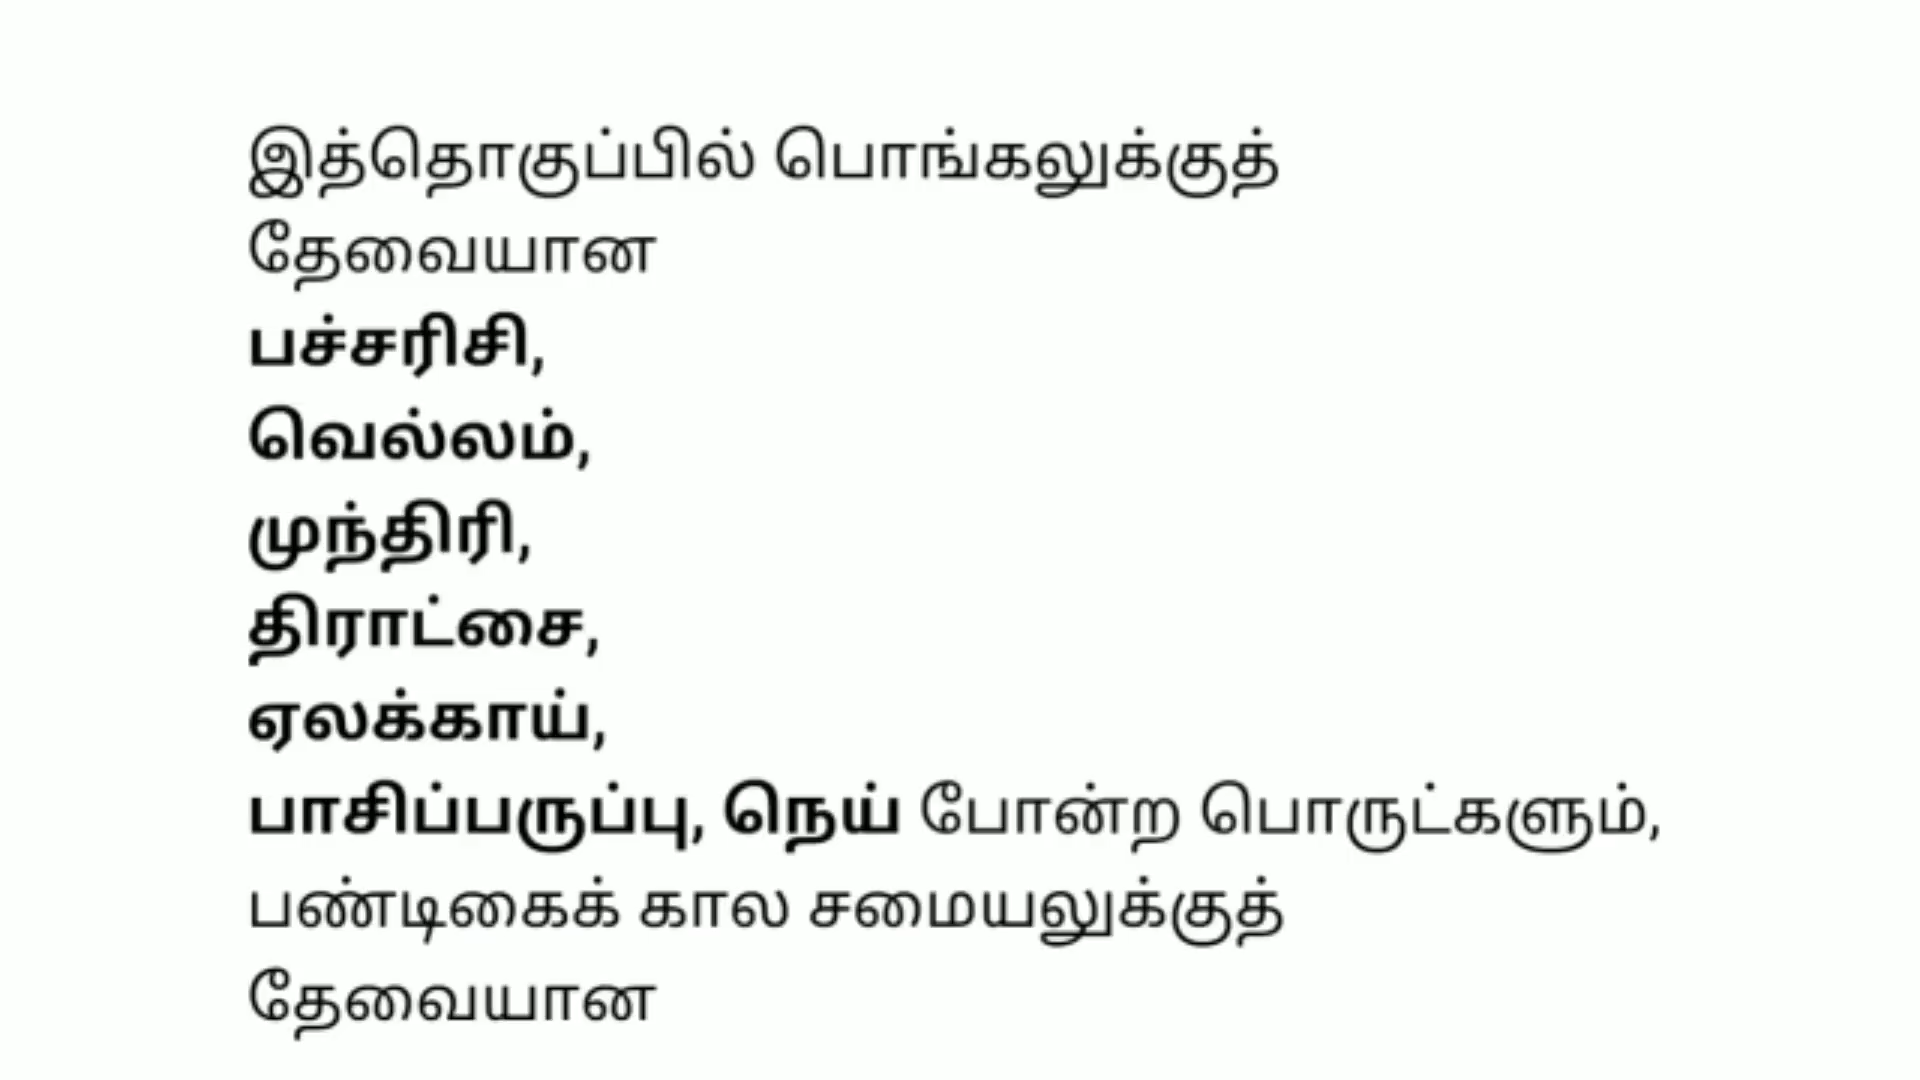 இத்தொகுப்பில் பொங்கலுக்குத்
தேவையான
பச்சரிசி,
வெல்லம்,
முந்திரி,
திராட்சை,
ஏலக்காய்,
பாசிப்பருப்பு, நெய் போன்ற பொருட்களும்,
பண்டிகைக் கால சமையலுக்குத்
தேவையான